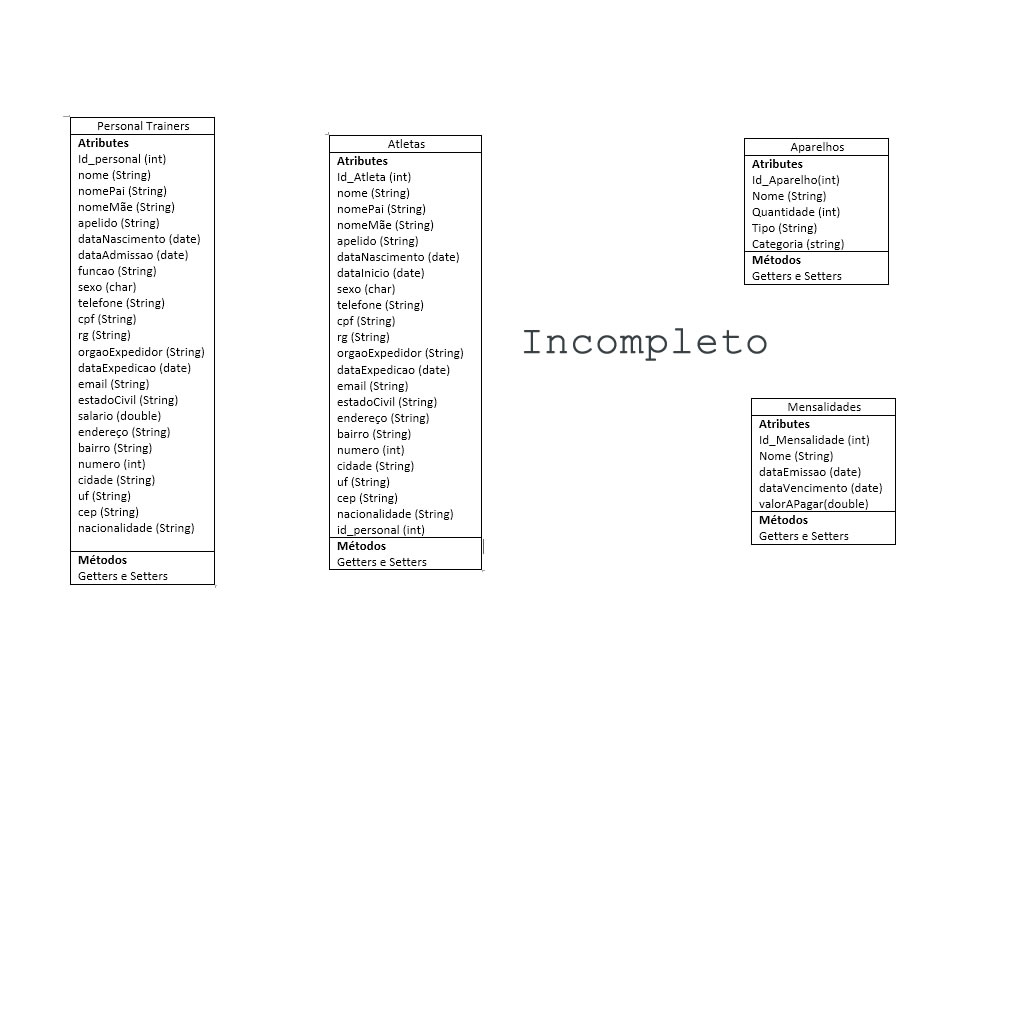 Personal Trainers
Atributes
Id_personal (int)
nome (String)
nomePai (String)
nomeMãe (String)
apelido (String)
dataNascimento (date)
dataAdmissao (date)
funcao (String)
sexo (char)
telefone (String)
cpf (String)
rg (String)
orgaoExpedidor (String)
dataExpedicao (date)
email (String)
estadoCivil (String)
salario (double)
endereço (String)
bairro (String)
numero (int)
cidade (String)
uf (String)
cep (String)
nacionalidade (String)
Métodos
Getters e Setters
Atletas
Atributes
Id_Atleta (int)
nome (String)
nomePai (String)
nomeMãe (String)
apelido (String)
dataNascimento (date)
dataInicio (date)
sexo (char)
telefone (String)
cpf (String)
rg (String)
orgaoExpedidor (String)
dataExpedicao (date)
email (String)
estadoCivil (String)
endereço (String)
bairro (String)
numero (int)
cidade (String)
uf (String)
cep (String)
nacionalidade (String)
id_personal (int)
Métodos
Getters e Setters
Incompleto
Aparelhos
Atributes
Id_Aparelho(int)
Nome (String)
Quantidade (int)
Tipo (String)
Categoria (string)
Métodos
Getters e Setters
Mensalidades
Atributes
Id_Mensalidade (int)
Nome (String)
dataEmissao (date)
dataVencimento (date)
valorAPagar(double)
Métodos
Getters e Setters